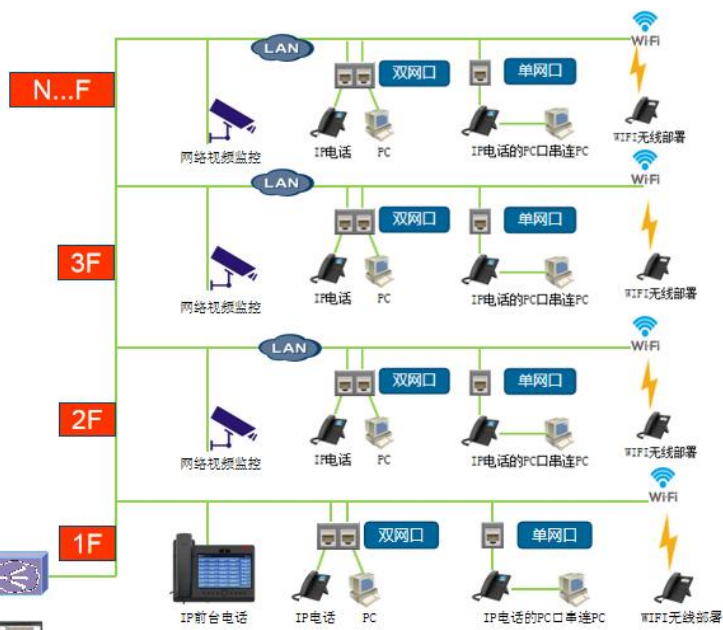 WiFi
LAN
双网口
单网口
N...F
网络视频监控
IP电话
PC
IP电话的PC口串连PC
WIFI无线部署
WiFi
LAN
双网口
单网口
3F
网络视频监控
IP电话
PC
IP电话的PC口串连PC
WIFI无线部署
WiFi
LAN
双网口
单网口
2F
网络视频监控
IP电话
PC
IP电话的PC口串连PC
WIFI无线部署
WiFi
双网口
单网口
1F
IP前台电话
IP电话
PC
IP电话的PC口串连PC
WIFI无线部署